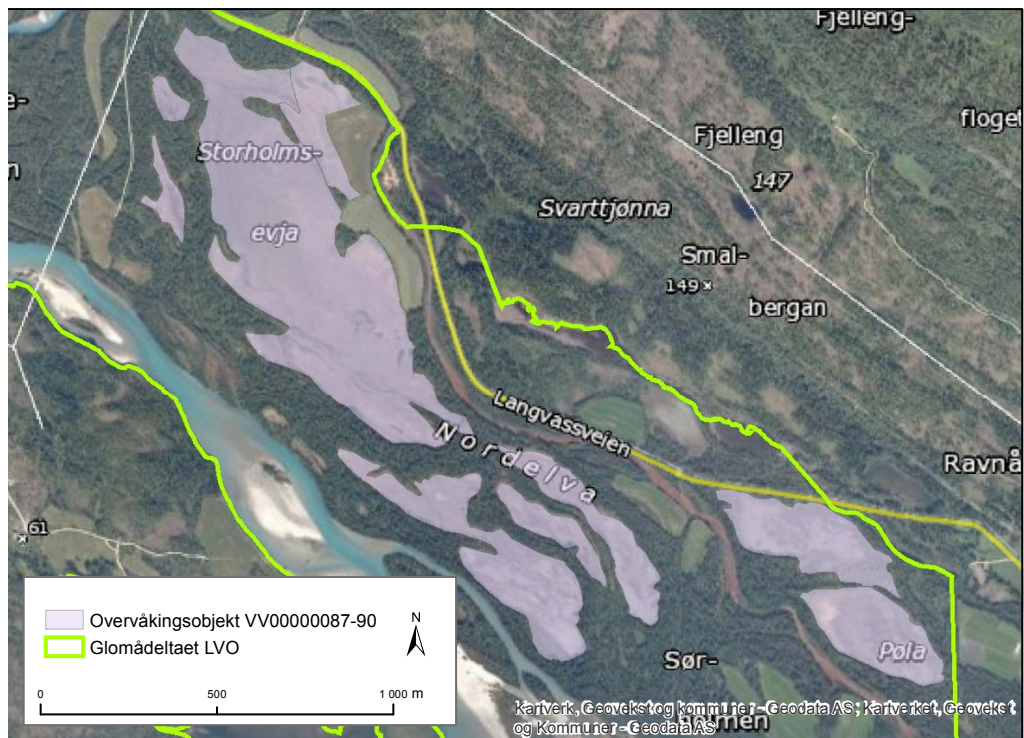 Fjelleng-
e-
Fjelleng
floget
n
Storholms-
147
Svarttjønna
evja
Smal-
149
bergan
Langvassveien
Nordelva
Ravnå
61
Overvåkingsobjekt VV00000087-90
N
Glomådeltaet LVO
Pøla
Sør-
0 500 1 000 m
Kartverk, Geovekst og kommuner - Geodata AS; Kartverket, Geovekst
og Kommuner - Geodata AS